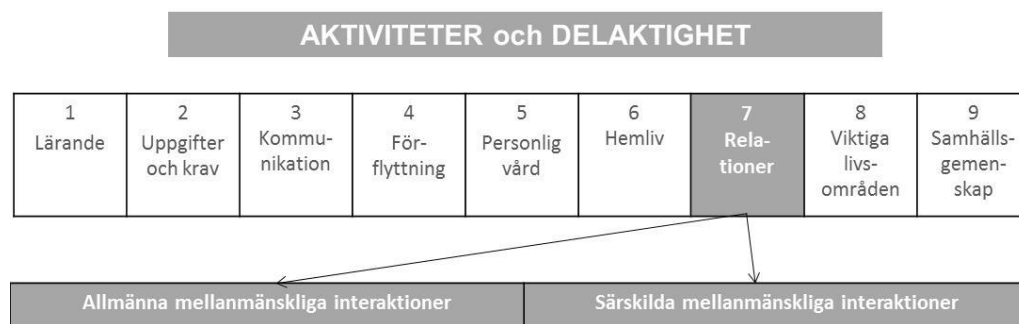 AKTIVITETER och DELAKTIGHET
1
Lärande
2
Uppgifter
och krav
3
Kommu-
nikation
4
För-
flyttning
5
Personlig
vård
6
Hemliv
7
Rela-
tioner
8
Viktiga
livs-
områden
9
Samhälls-
gemen-
skap
Allmänna mellanmänskliga interaktioner
Särskilda mellanmänskliga interaktioner